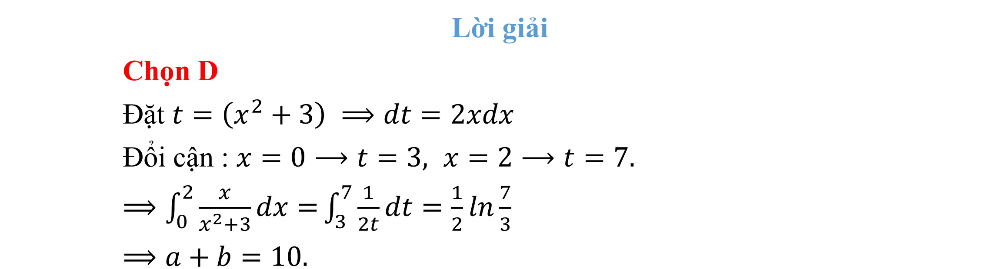 Lời giải
Chọn D
Đặt $t = (x^2 + 3) \Longrightarrow dt = 2xdx$
Đổi cận : $x = 0 \longrightarrow t = 3,\ x = 2 \longrightarrow t = 7.$
$\Longrightarrow \int_0^2 \frac{x}{x^2+3} dx = \int_3^7 \frac{1}{2t} dt = \frac{1}{2} ln \frac{7}{3}$
$\Longrightarrow a + b = 10.$